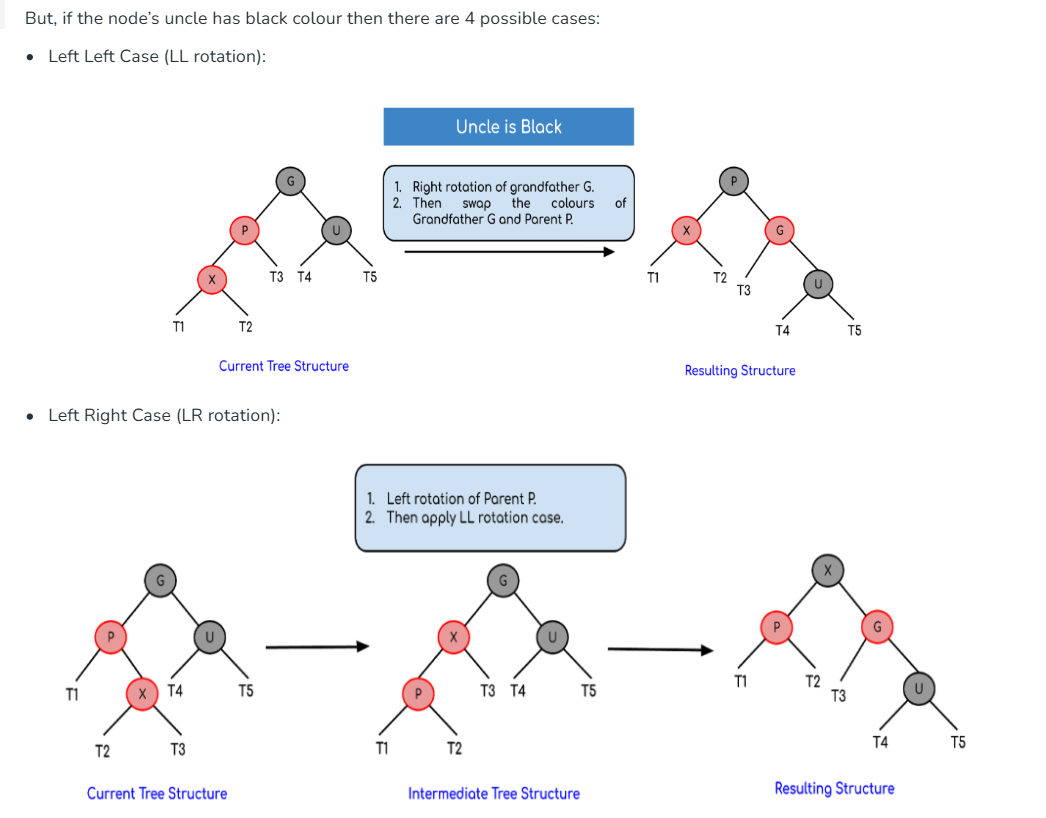 But, if the node's uncle has black colour then there are 4 possible cases:
• Left Left Case (LL rotation):
Uncle is Black
1. Right rotation of grandfather G.
2. Then swap the colours of
Grandfather G and Parent P.
G
P
U
X
T3
T4
T5
T1
T2
Current Tree Structure
P
X
G
T1
T2
T3
U
T4
T5
Resulting Structure
• Left Right Case (LR rotation):
1. Left rotation of Parent P.
2. Then apply LL rotation case.
G
P
U
T1
X
T4
T5
T2
T3
Current Tree Structure
G
X
U
P
T3
T4
T5
T1
T2
Intermediate Tree Structure
X
P
G
T1
T2
T3
U
T4
T5
Resulting Structure